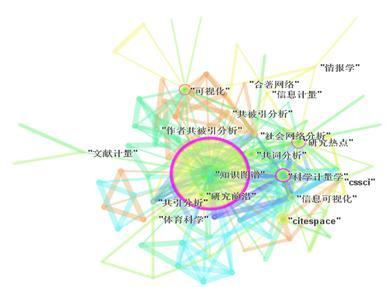 "情报学"
"合著网络"
"可视化"
"信息计量"
"共被引分析"
"作者共被引分析"
"社会网络分析"
"研究热点"
"文献计量"
"共词分析"
"知识图谱"
"科学计量学"
"cssci"
"研究前沿"
"信息可视化"
"共引分析"
"体育科学"
"citespace"